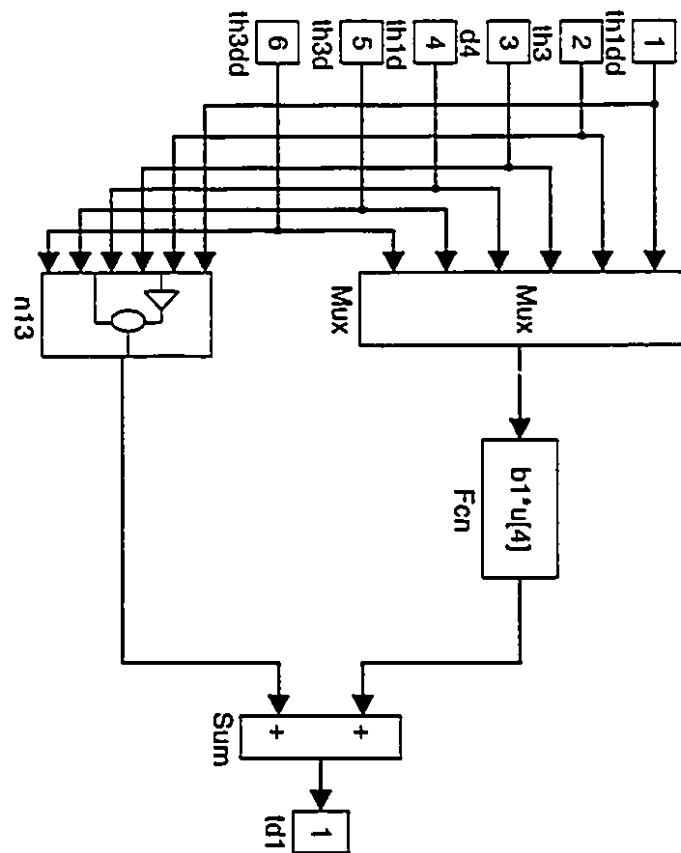 1
th1dd
2
th3
3
d4
4
th1d
5
th3d
6
th3dd
Mux
Mux
b1*u[4]
Fcn
n13
+
+
Sum
1
td1